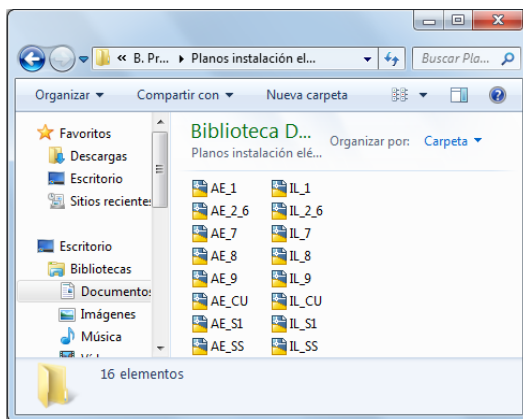 « B. Pr... ▸ Planos instalación el...
Buscar Pla...
Organizar
Compartir con
Nueva carpeta
Favoritos
Descargas
Escritorio
Sitios recientes
Escritorio
Bibliotecas
Documentos
Imágenes
Música
Biblioteca D...
Planos instalación elé...
Organizar por: Carpeta
AE_1 IL_1
AE_2_6 IL_2_6
AE_7 IL_7
AE_8 IL_8
AE_9 IL_9
AE_CU IL_CU
AE_S1 IL_S1
AE_SS IL_SS
16 elementos